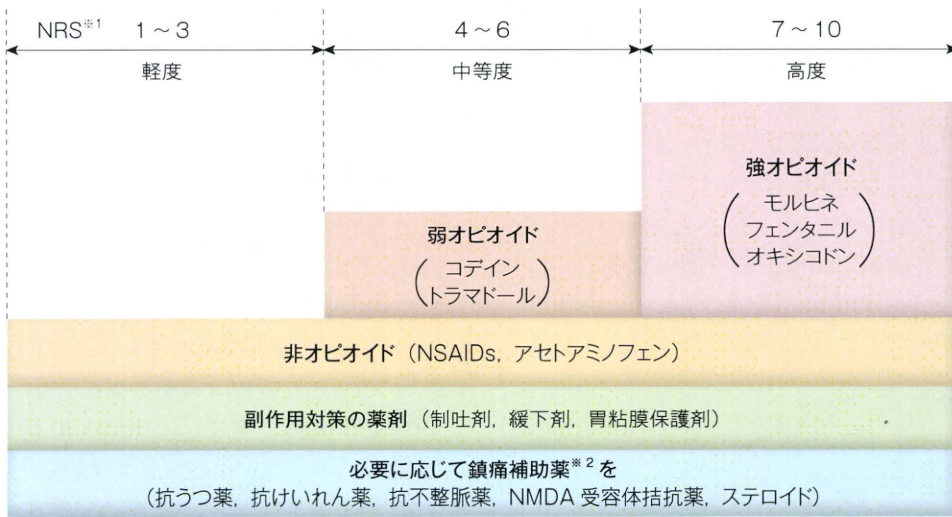 NRS※1 1～3 4～6 7～10
軽度 中等度 高度
強オピオイド
モルヒネ
フェンタニル
オキシコドン
弱オピオイド
コデイン
トラマドール
非オピオイド（NSAIDs，アセトアミノフェン）
副作用対策の薬剤（制吐剤，緩下剤，胃粘膜保護剤）
必要に応じて鎮痛補助薬※2を
（抗うつ薬，抗けいれん薬，抗不整脈薬，NMDA受容体拮抗薬，ステロイド）